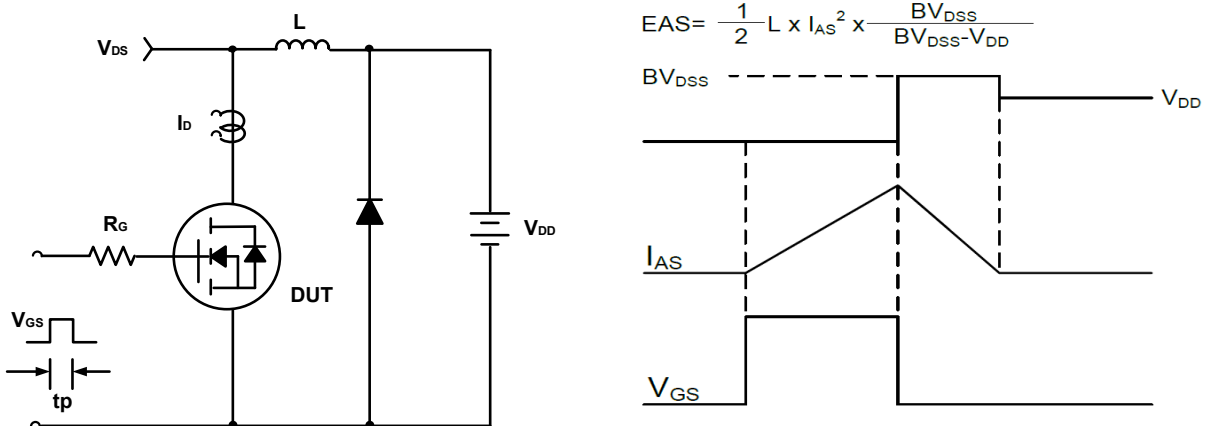 L
VDS
ID
RG
VDD
DUT
VGS
tp
EAS= 1/2 L x IAS² x BVDSS/BVDSS-VDD
BVDSS
VDD
IAS
VGS